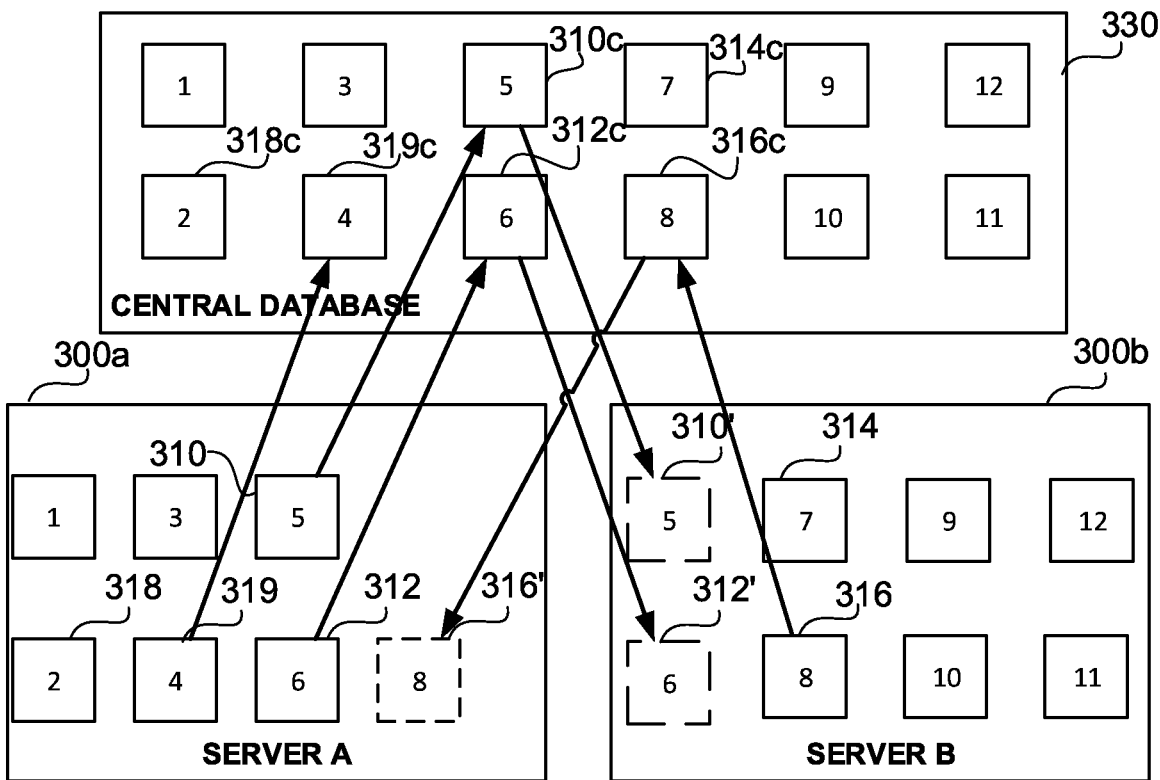 310c 314c 330
1 3 5 7 9 12
318c 319c 312c 316c
2 4 6 8 10 11
CENTRAL DATABASE
300a 300b
310 310' 314
1 3 5 5 7 9 12
318 319 312 316' 312' 316
2 4 6 8 6 8 10 11
SERVER A SERVER B